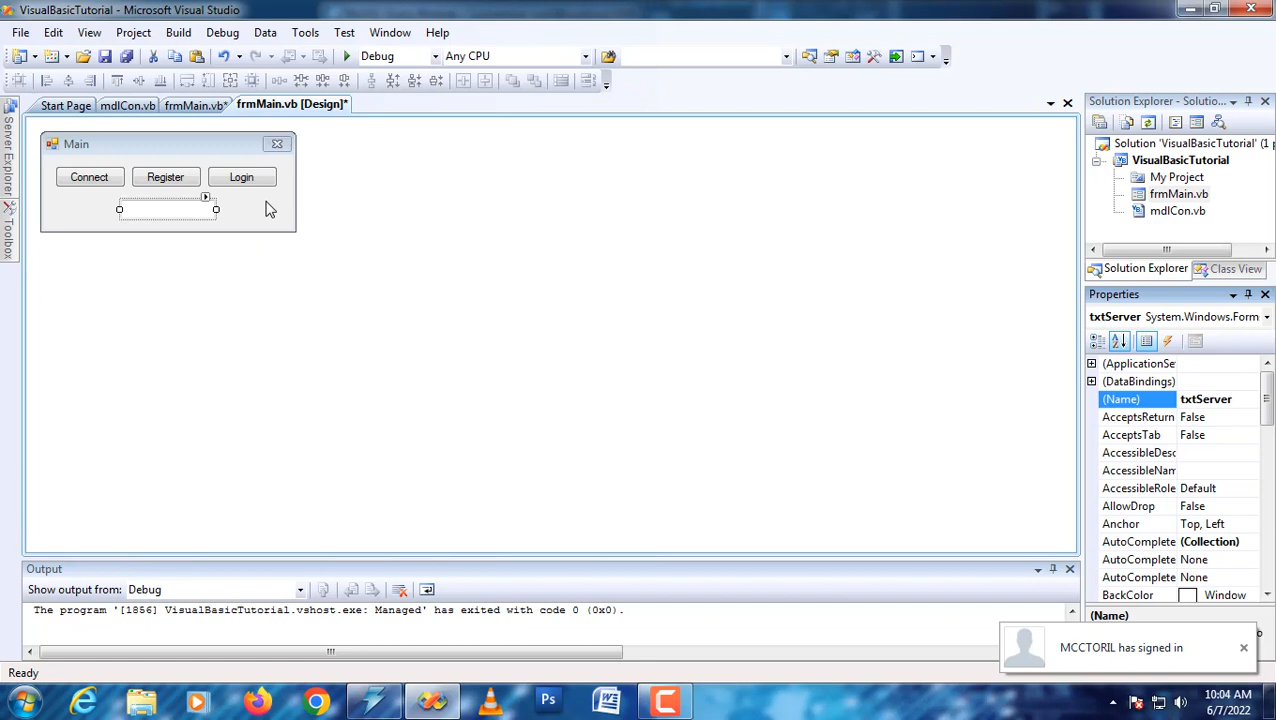 VisualBasicTutorial - Microsoft Visual Studio
File Edit View Project Build Debug Data Tools Test Window Help
Debug Any CPU
Start Page mdlCon.vb frmMain.vb* frmMain.vb [Design]*
Server Explorer
Toolbox
Main
Connect Register Login
Solution Explorer - Solutio...
Solution 'VisualBasicTutorial' (1 p
VisualBasicTutorial
My Project
frmMain.vb
mdlCon.vb
Solution Explorer Class View
Properties
txtServer System.Windows.Form
(ApplicationSe
(DataBindings)
(Name) txtServer
AcceptsReturn False
AcceptsTab False
AccessibleDesc
AccessibleNam
AccessibleRole Default
AllowDrop False
Anchor Top, Left
AutoComplete (Collection)
AutoComplete None
AutoComplete None
BackColor Window
(Name)
Output
Show output from: Debug
The program '[1856] VisualBasicTutorial.vshost.exe: Managed' has exited with code 0 (0x0).
MCCTORIL has signed in
Ready
Ps
10:04 AM
6/7/2022